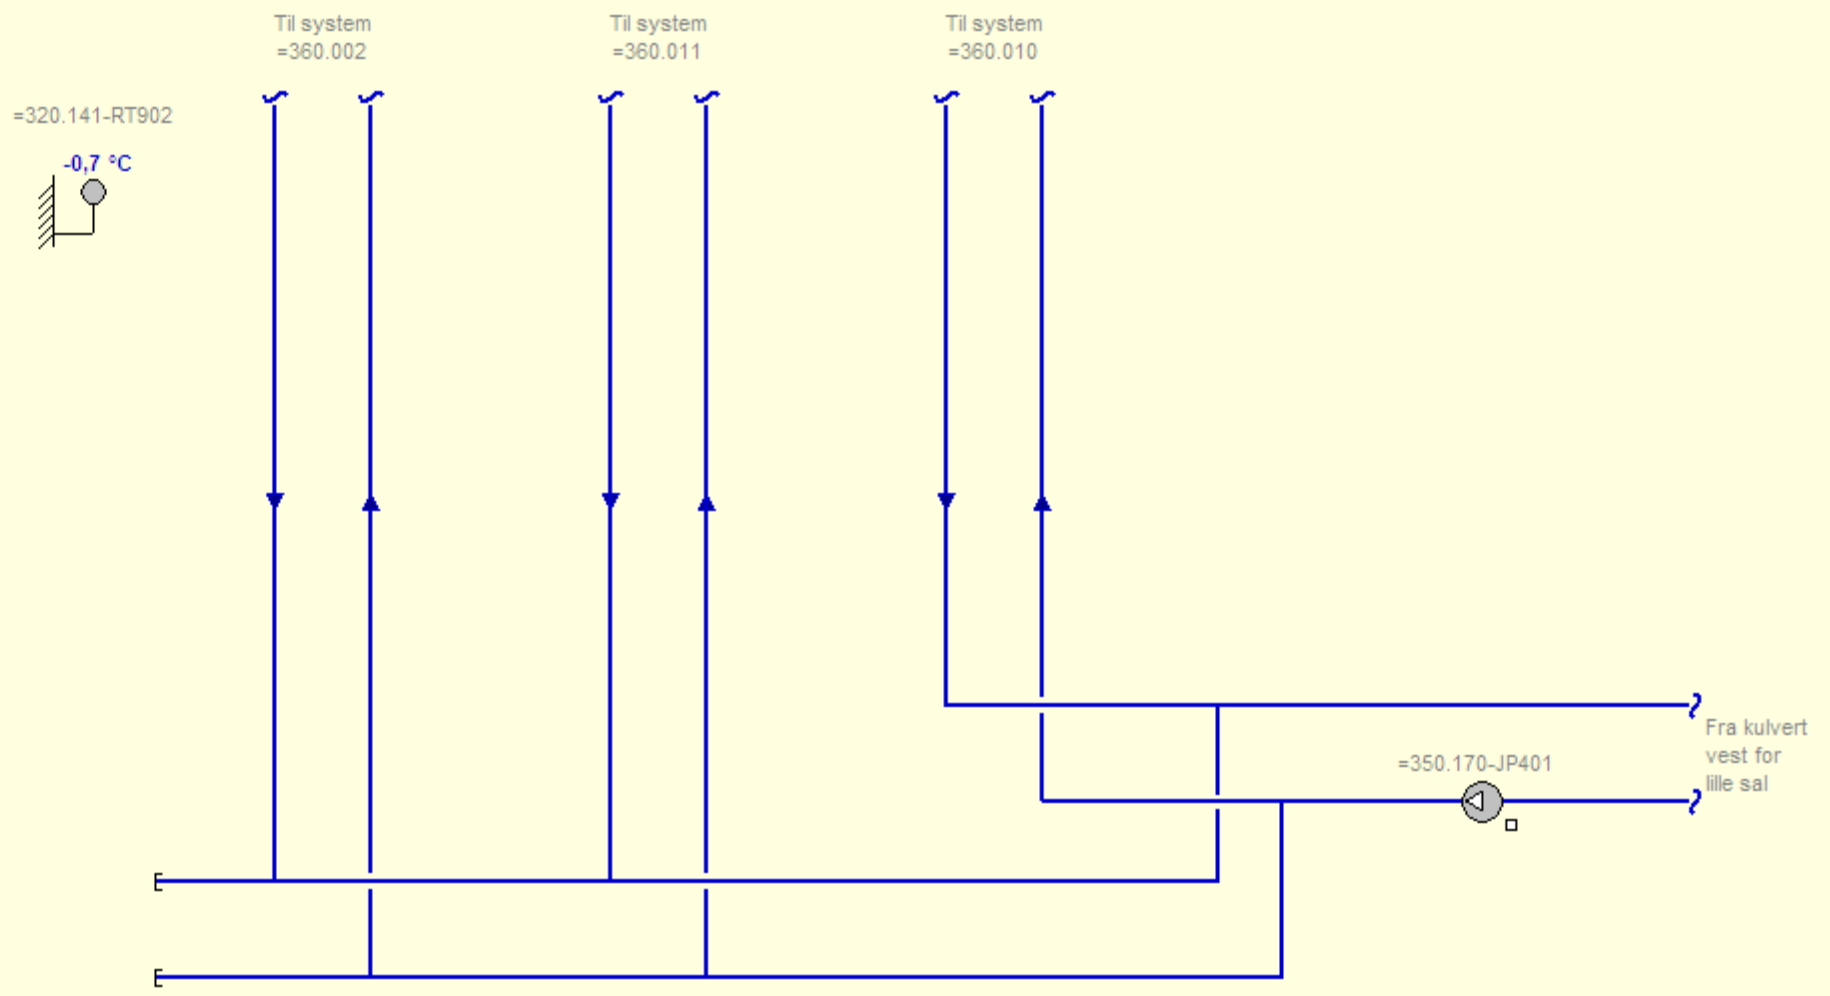 Til system
=360.002
Til system
=360.011
Til system
=360.010
=320.141-RT902
-0,7 °C
Fra kulvert
vest for
lille sal
=350.170-JP401